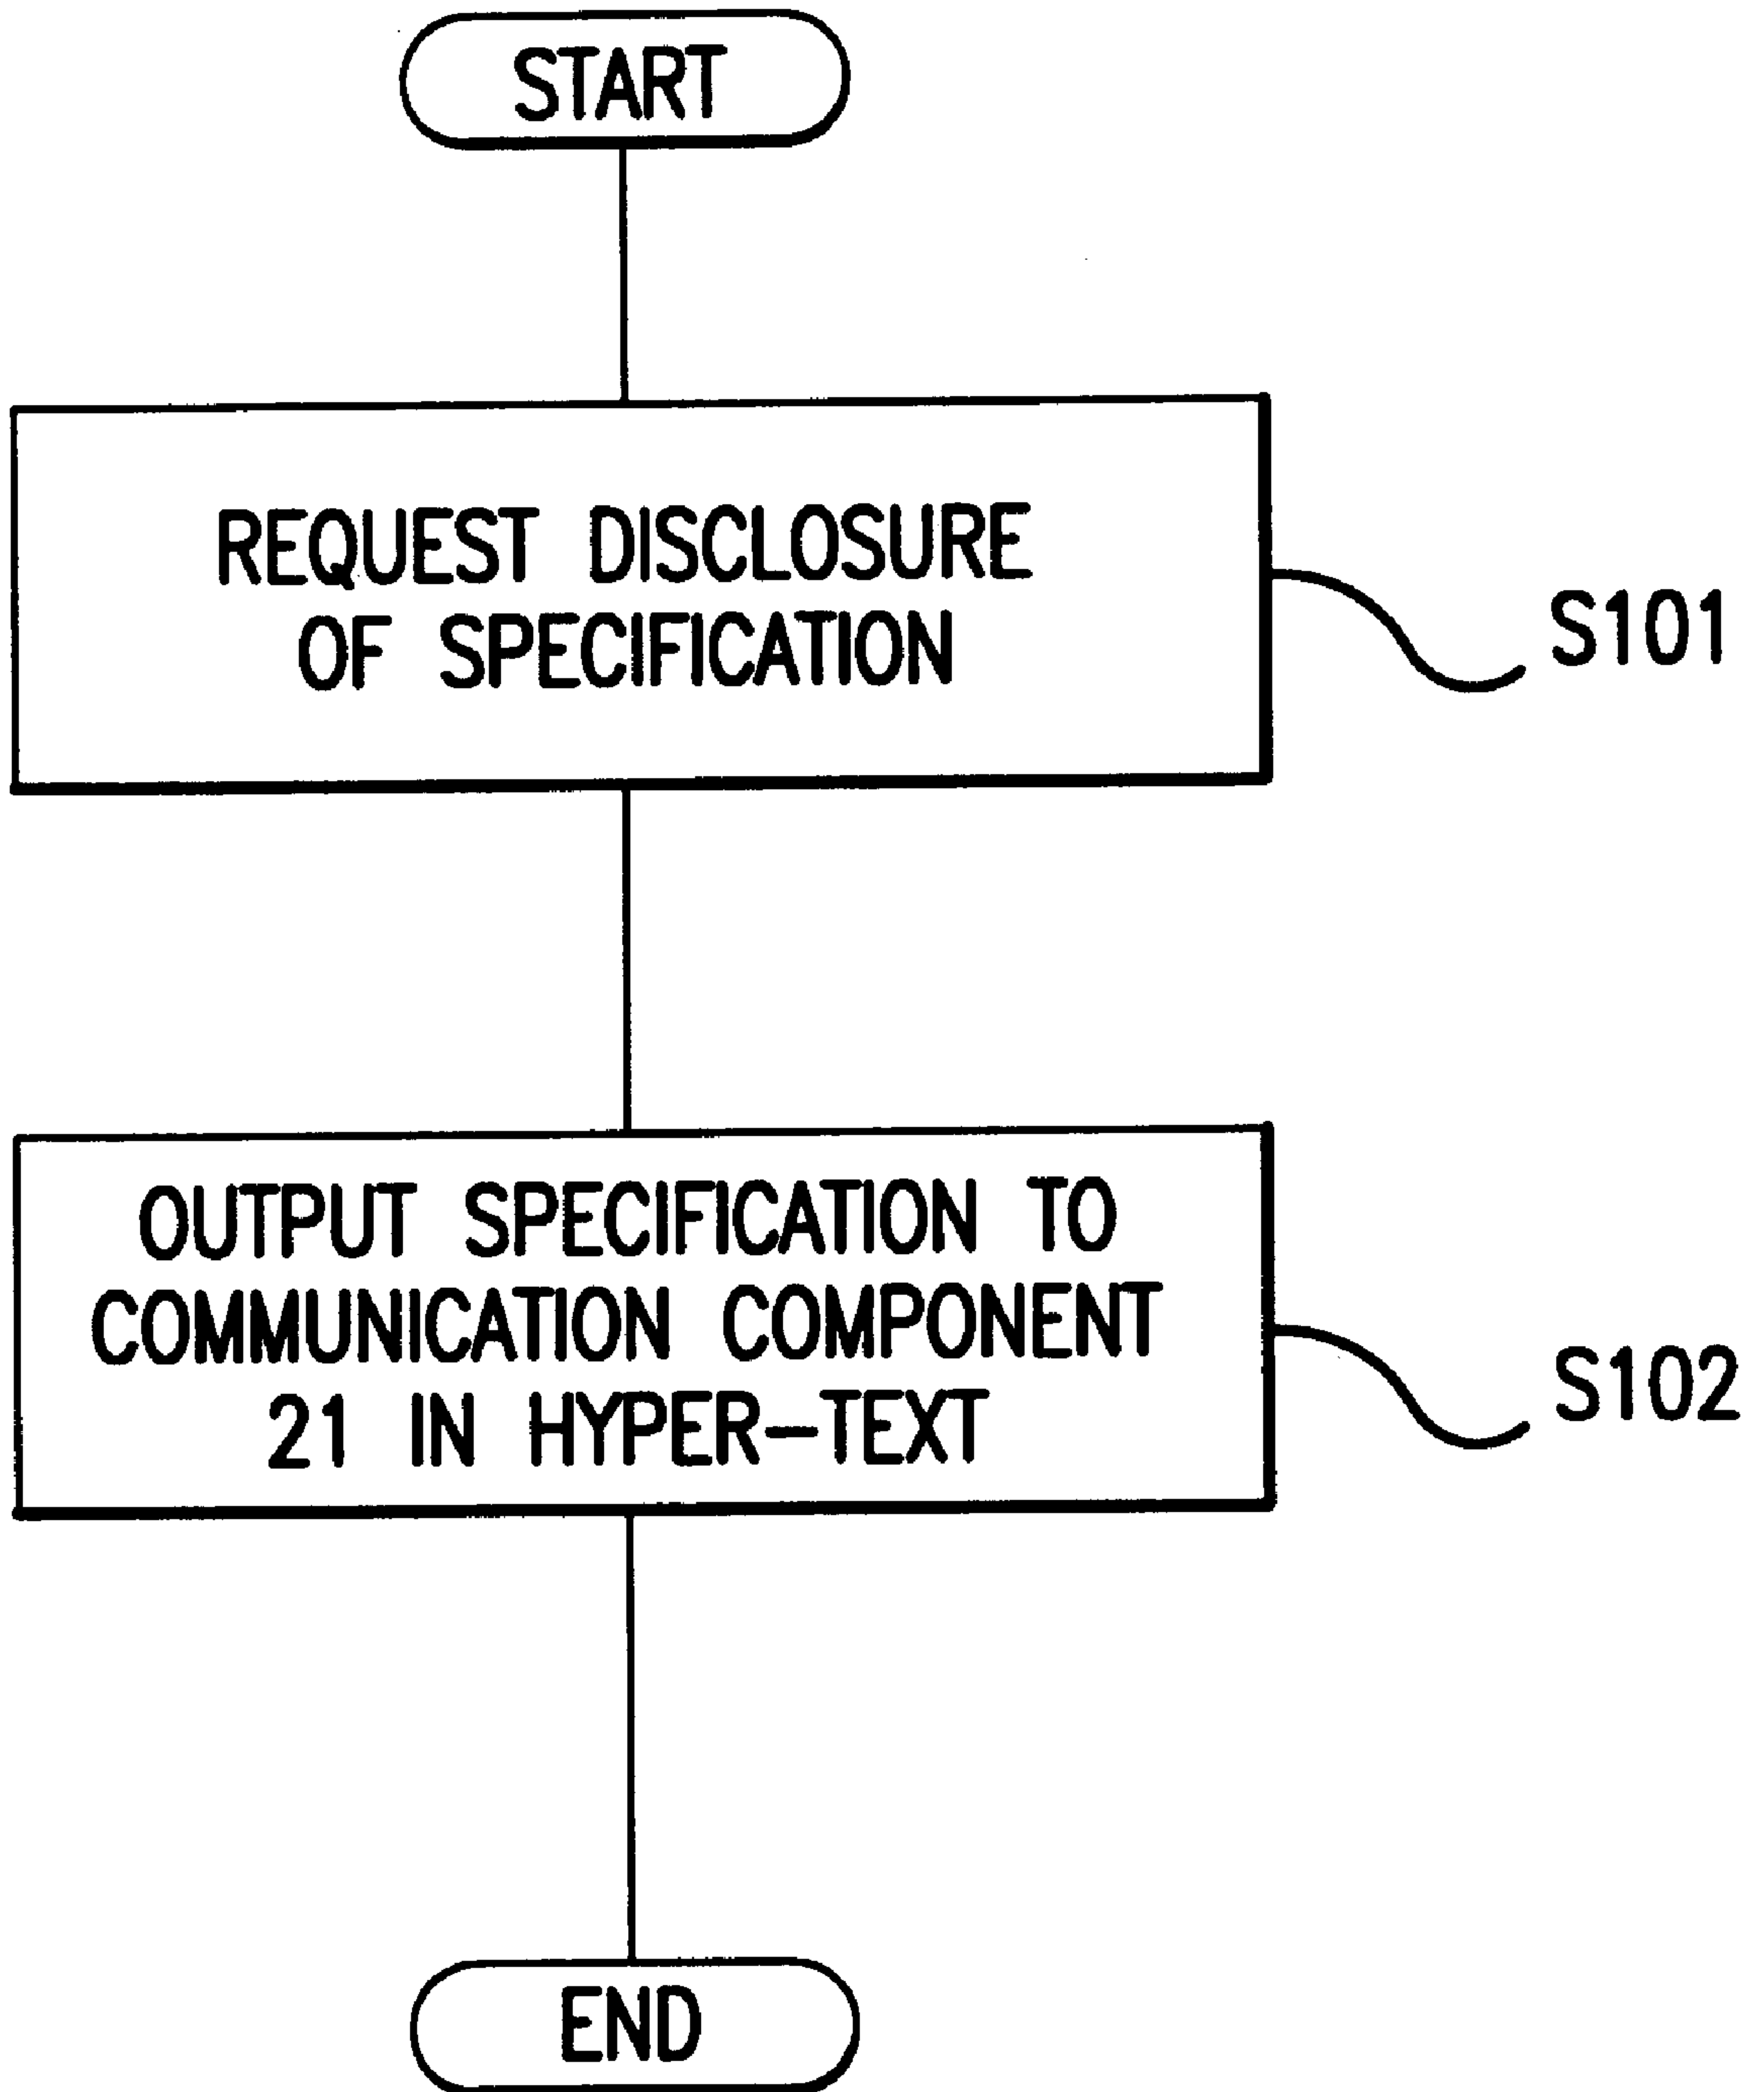 START
REQUEST DISCLOSURE
OF SPECIFICATION
S101
OUTPUT SPECIFICATION TO
COMMUNICATION COMPONENT
21 IN HYPER-TEXT
S102
END